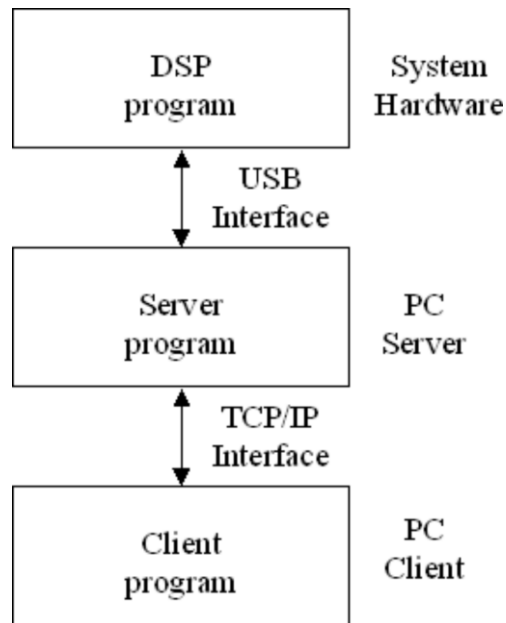 DSP
program
System
Hardware
USB
Interface
Server
program
PC
Server
TCP/IP
Interface
Client
program
PC
Client